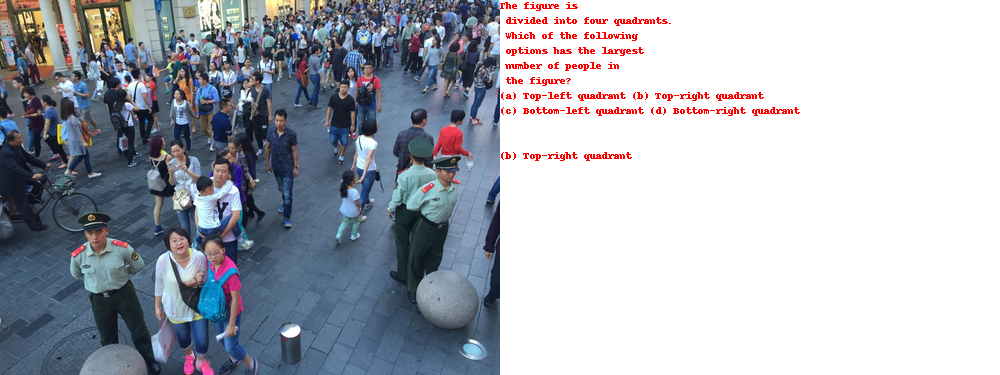 The figure is
divided into four quadrants.
Which of the following
options has the largest
number of people in
the figure?
(a) Top-left quadrant (b) Top-right quadrant
(c) Bottom-left quadrant (d) Bottom-right quadrant
(b) Top-right quadrant